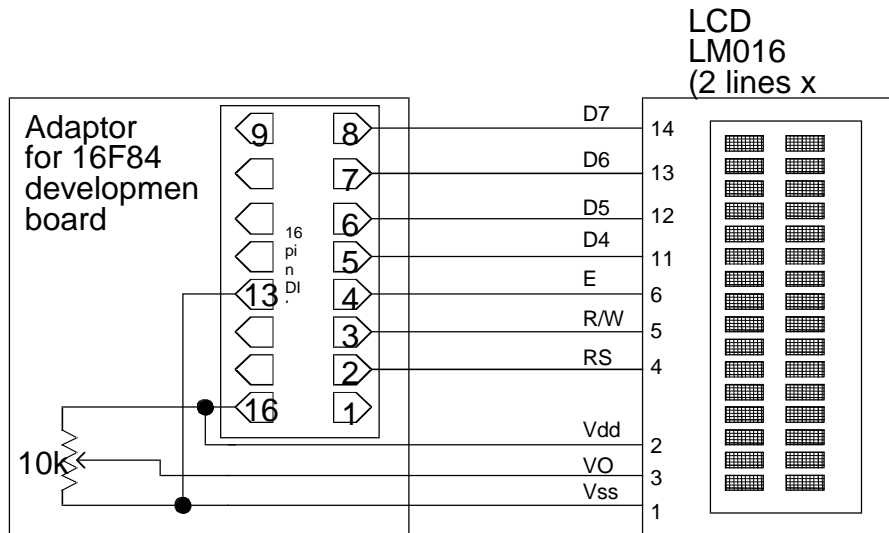 LCD
LM016
(2 lines x
Adaptor
for 16F84
developmen
board
9
8
7
6
5
13
4
3
2
16
1
16
pi
n
DI
10k
D7
14
D6
13
D5
12
D4
11
E
6
R/W
5
RS
4
Vdd
2
VO
3
Vss
1